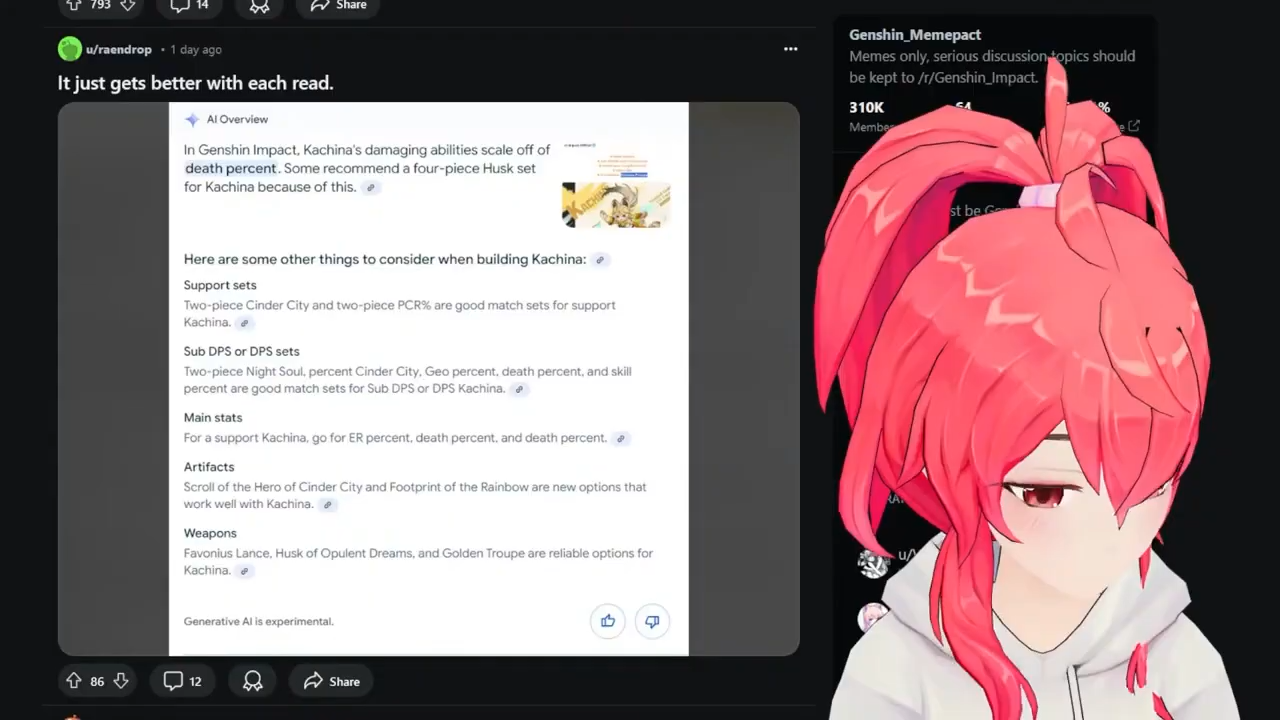 793
14
Share
u/raendrop • 1 day ago
It just gets better with each read.
AI Overview
In Genshin Impact, Kachina's damaging abilities scale off of
death percent. Some recommend a four-piece Husk set
for Kachina because of this.
Here are some other things to consider when building Kachina:
Support sets
Two-piece Cinder City and two-piece PCR% are good match sets for support
Kachina.
Sub DPS or DPS sets
Two-piece Night Soul, percent Cinder City, Geo percent, death percent, and skill
percent are good match sets for Sub DPS or DPS Kachina.
Main stats
For a support Kachina, go for ER percent, death percent, and death percent.
Artifacts
Scroll of the Hero of Cinder City and Footprint of the Rainbow are new options that
work well with Kachina.
Weapons
Favonius Lance, Husk of Opulent Dreams, and Golden Troupe are reliable options for
Kachina.
Generative AI is experimental.
86
12
Share
Genshin_Memepact
Memes only, serious discussion topics should
be kept to /r/Genshin_Impact.
310K
64
%
st be
u/